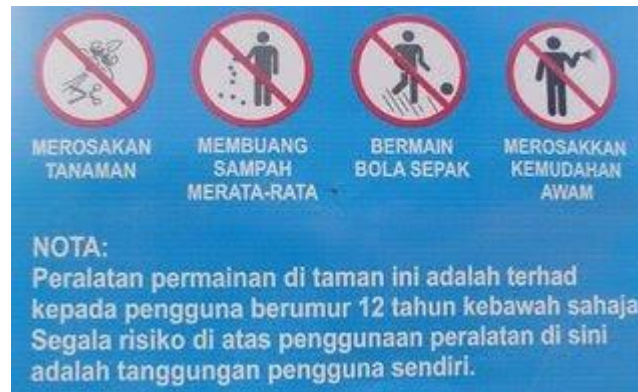 MEROSAKAN
TANAMAN
MEMBUANG
SAMPAH
MERATA-RATA
BERMAIN
BOLA SEPAK
MEROSAKKAN
KEMUDAHAN
AWAM
NOTA:
Peralatan permainan di taman ini adalah terhad
kepada pengguna berumur 12 tahun kebawah sahaja
Segala risiko di atas penggunaan peralatan di sini
adalah tanggungan pengguna sendiri.